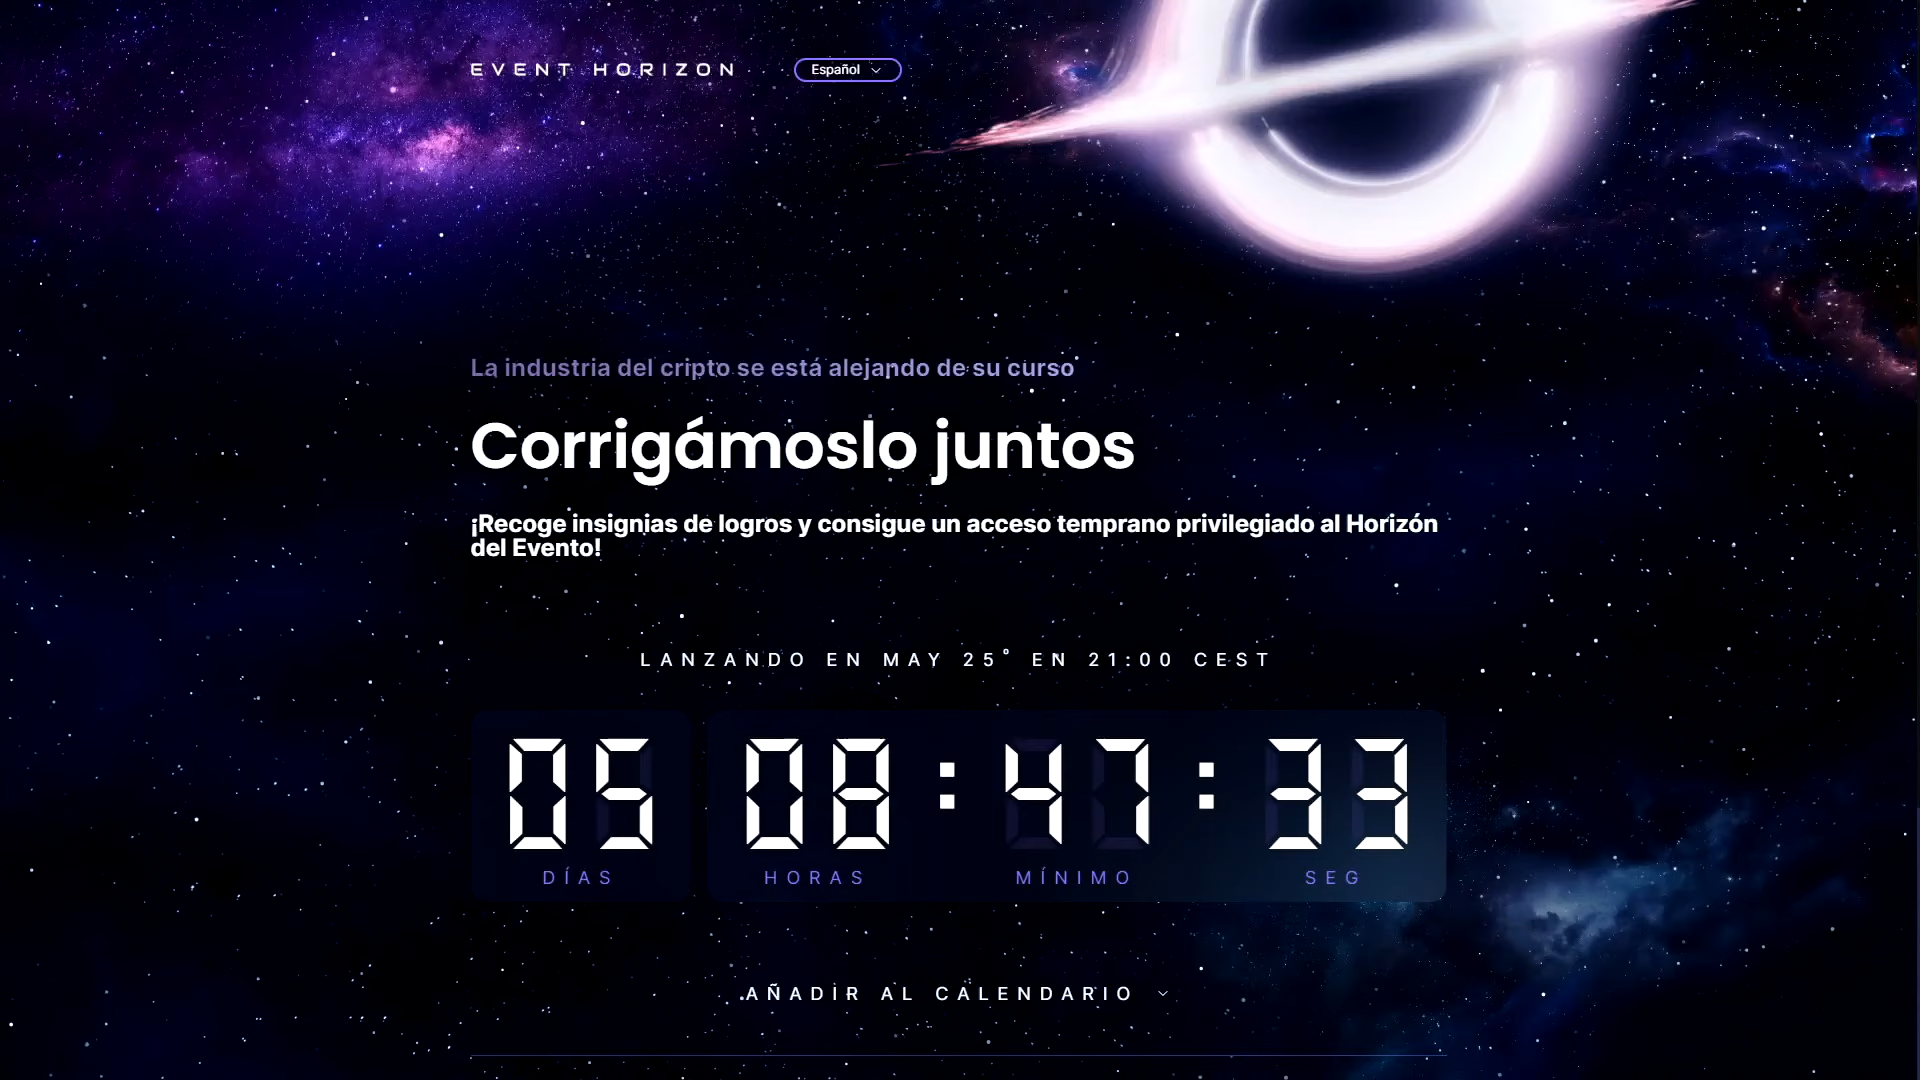 EVENT HORIZON
Español
La industria del cripto se está alejando de su curso
Corrigámoslo juntos
¡Recoge insignias de logros y consigue un acceso temprano privilegiado al Horizón
del Evento!
LANZANDO EN MAY 25° EN 21:00 CEST
05 08 : 47 : 33
DÍAS HORAS MÍNIMO SEG
AÑADIR AL CALENDARIO